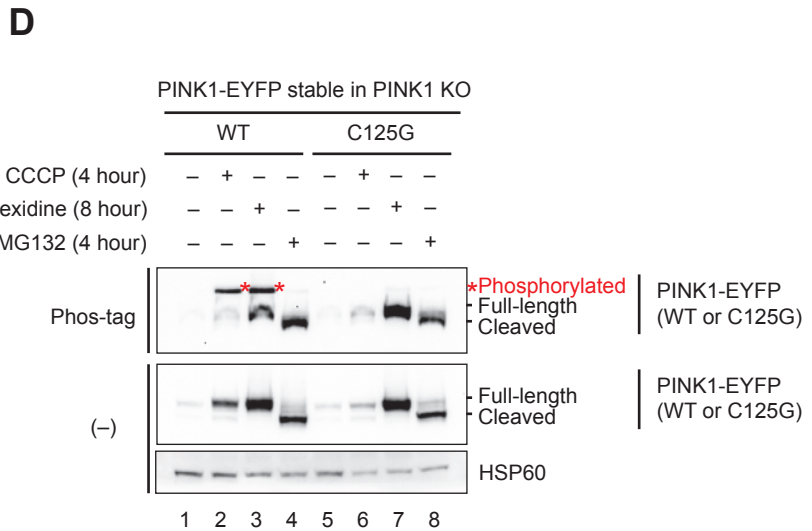 D
PINK1-EYFP stable in PINK1 KO
WT C125G
CCCP (4 hour) – + – – – + – –
exidine (8 hour) – – + – – – + –
MG132 (4 hour) – – – + – – – +
Phos-tag * * *Phosphorylated
Full-length
Cleaved
PINK1-EYFP
(WT or C125G)
(–)
Full-length
Cleaved
PINK1-EYFP
(WT or C125G)
HSP60
1 2 3 4 5 6 7 8